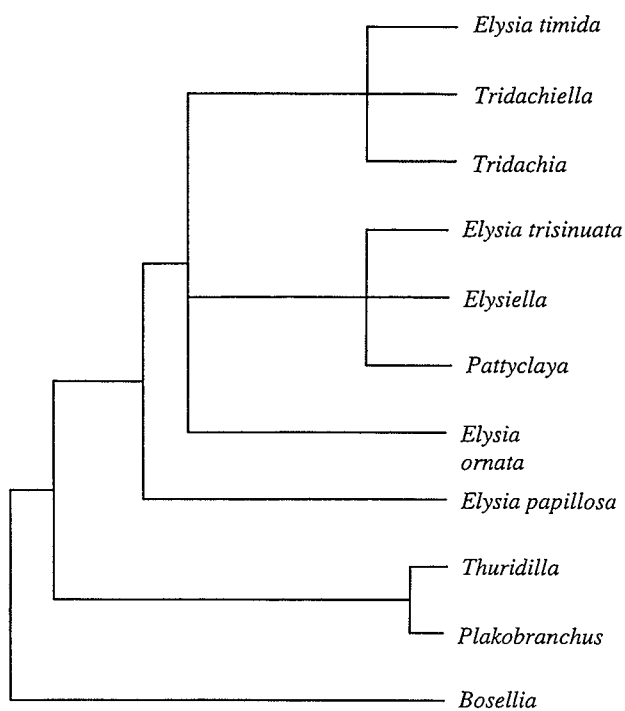 Elysia timida
Tridachiella
Tridachia
Elysia trisinuata
Elysiella
Pattyclaya
Elysia
ornata
Elysia papillosa
Thuridilla
Plakobranchus
Bosellia